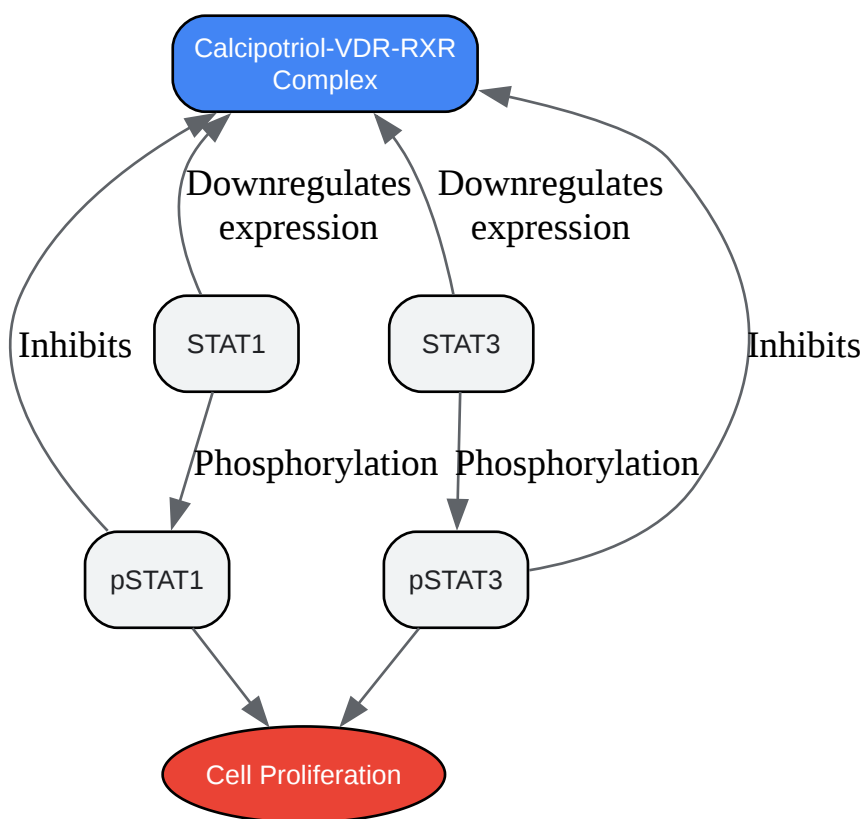 Calcipotriol-VDR-RXR
Complex
Downregulates
expression
Downregulates
expression
Inhibits
STAT1
STAT3
Inhibits
Phosphorylation
Phosphorylation
pSTAT1
pSTAT3
Cell Proliferation